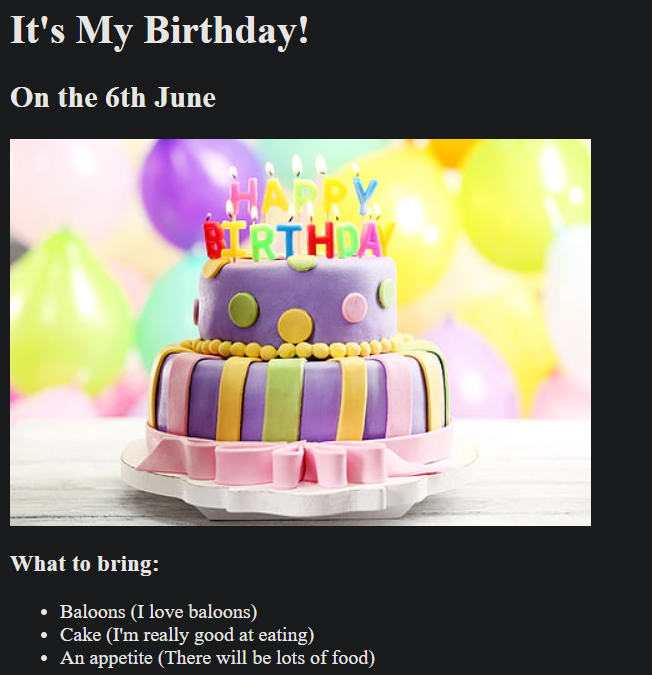 It's My Birthday!
On the 6th June
HAPPY
BIRTHDAY
What to bring:
Baloons (I love baloons)
Cake (I'm really good at eating)
An appetite (There will be lots of food)